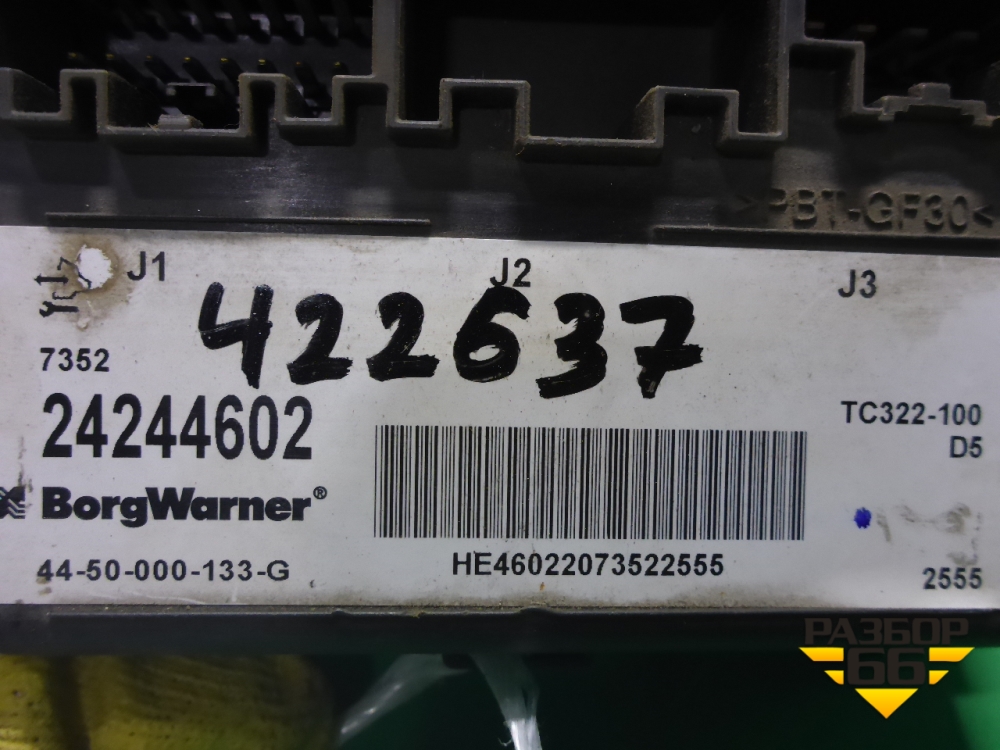 >PBT-GF30<
J1
J2
J3
422637
7352
24244602
TC322-100
D5
BorgWarner®
44-50-000-133-G
HE46022073522555
2555
РАЗБОР
66